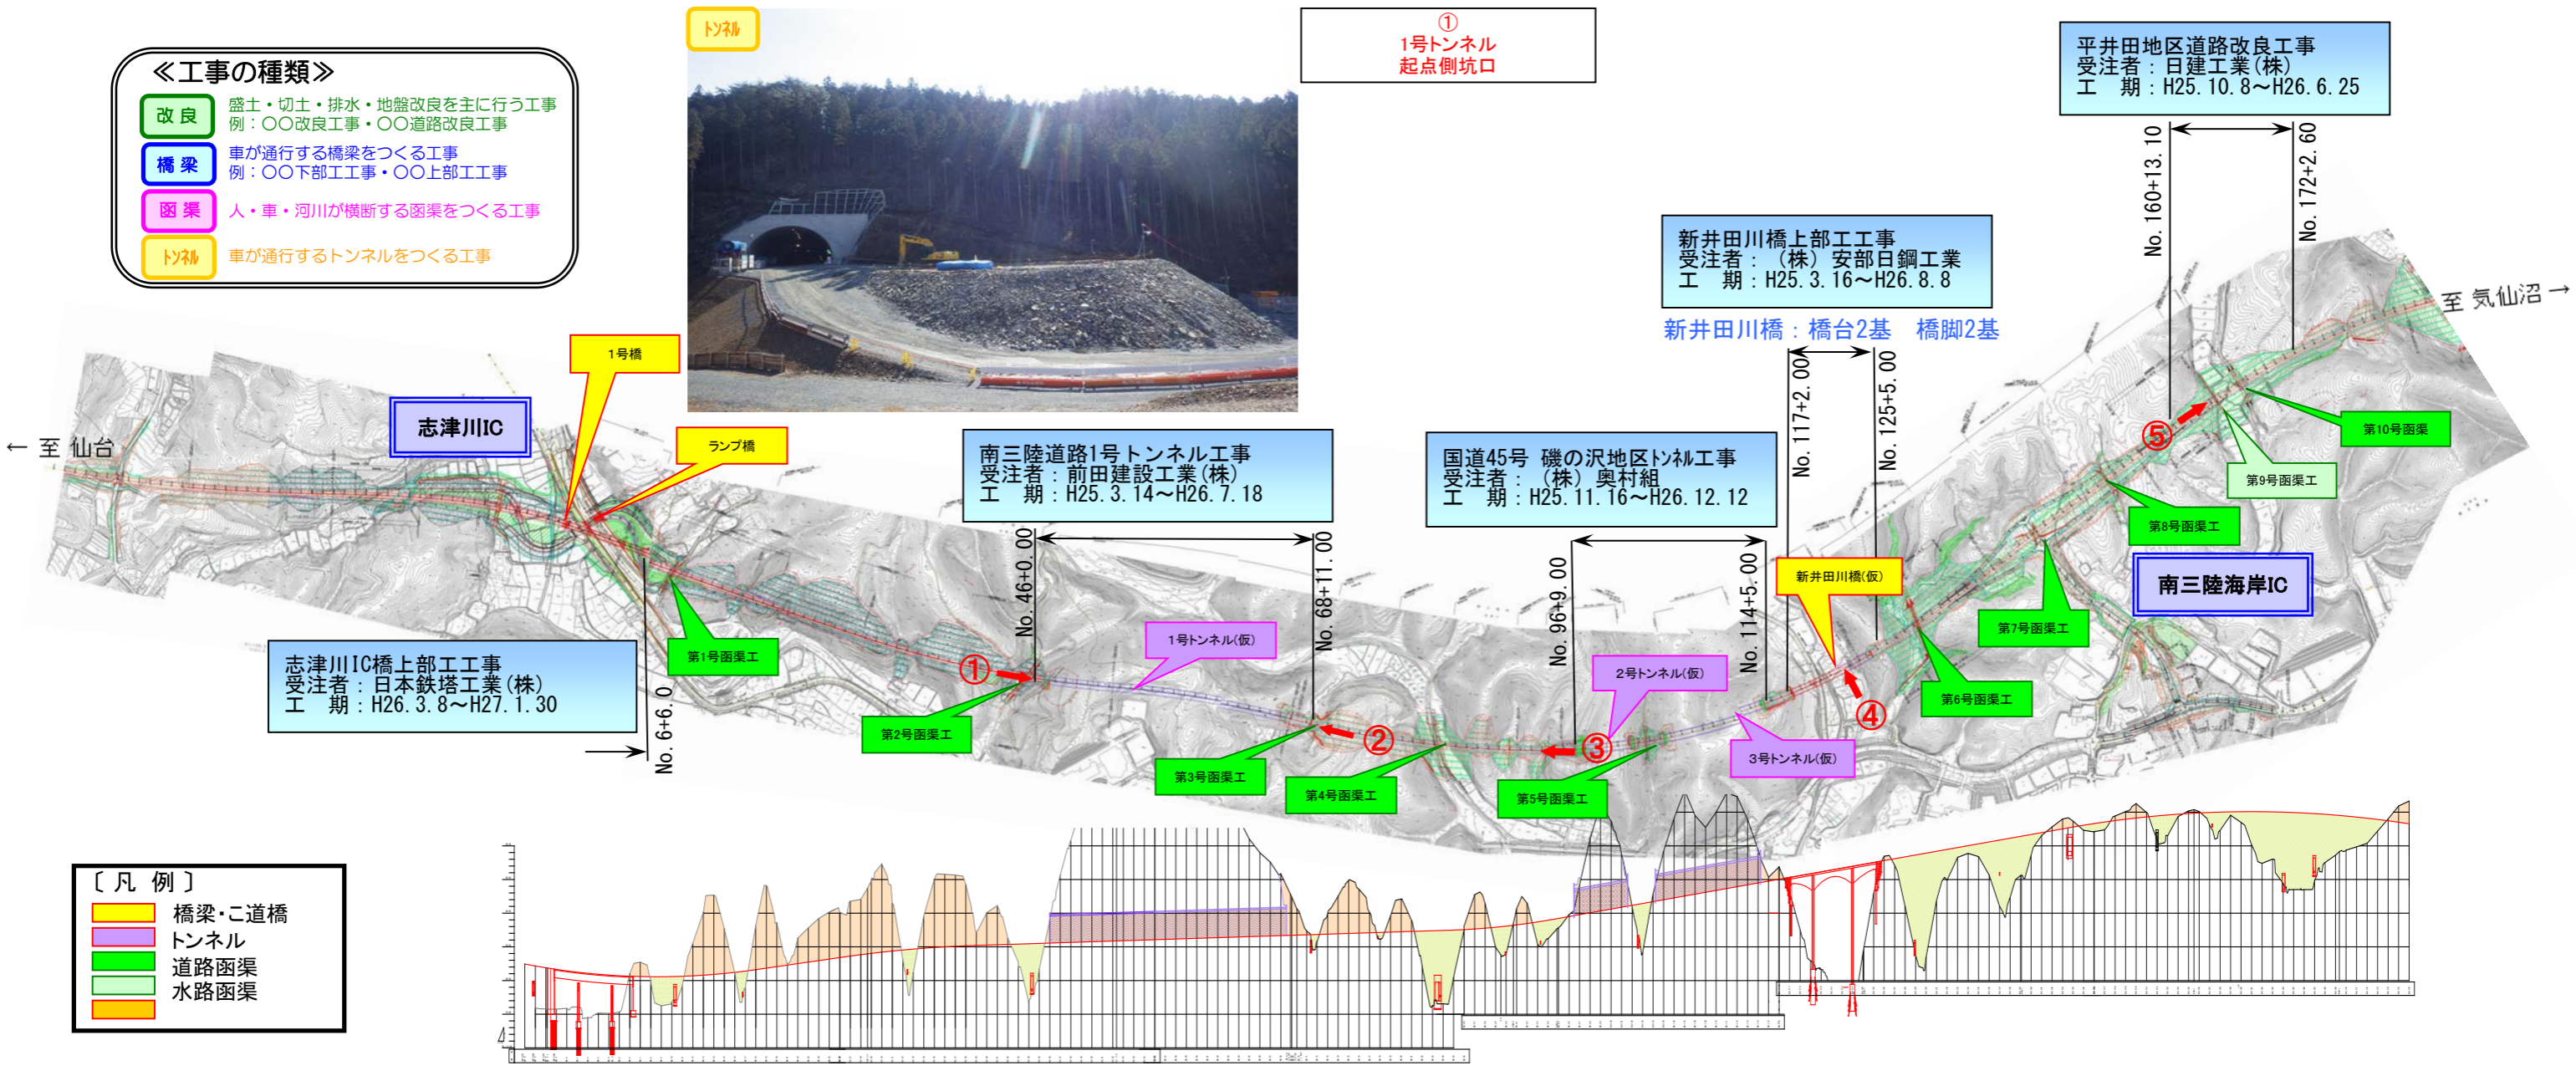 ≪工事の種類≫
改良
盛土・切土・排水・地盤改良を主に行う工事
例：〇〇改良工事・〇〇道路改良工事
橋梁
車が通行する橋梁をつくる工事
例：〇〇下部工工事・〇〇上部工工事
函渠
人・車・河川が横断する函渠をつくる工事
トンネル
車が通行するトンネルをつくる工事
トンネル
①
1号トンネル
起点側坑口
平井田地区道路改良工事
受注者：日建工業(株)
工　期：H25.10.8～H26.6.25
No.160+13.10
No.172+2.60
新井田川橋上部工工事
受注者：（株）安部日鋼工業
工　期：H25.3.16～H26.8.8
新井田川橋：橋台2基　橋脚2基
No.117+2.00
No.125+5.00
至 気仙沼→
← 至 仙台
志津川IC
1号橋
ランプ橋
南三陸道路1号トンネル工事
受注者：前田建設工業(株)
工　期：H25.3.14～H26.7.18
No.46+0.00
No.68+11.00
国道45号 磯の沢地区トンネル工事
受注者：（株）奥村組
工　期：H25.11.16～H26.12.12
No.96+9.00
No.114+5.00
⑤
第10号函渠
第9号函渠工
第8号函渠工
南三陸海岸IC
新井田川橋(仮)
第7号函渠工
第6号函渠工
④
志津川IC橋上部工工事
受注者：日本鉄塔工業(株)
工　期：H26.3.8～H27.1.30
No.6+6.0
第1号函渠工
①
第2号函渠工
1号トンネル(仮)
②
第3号函渠工
第4号函渠工
③
2号トンネル(仮)
第5号函渠工
3号トンネル(仮)
〔凡 例〕
橋梁・こ道橋
トンネル
道路函渠
水路函渠